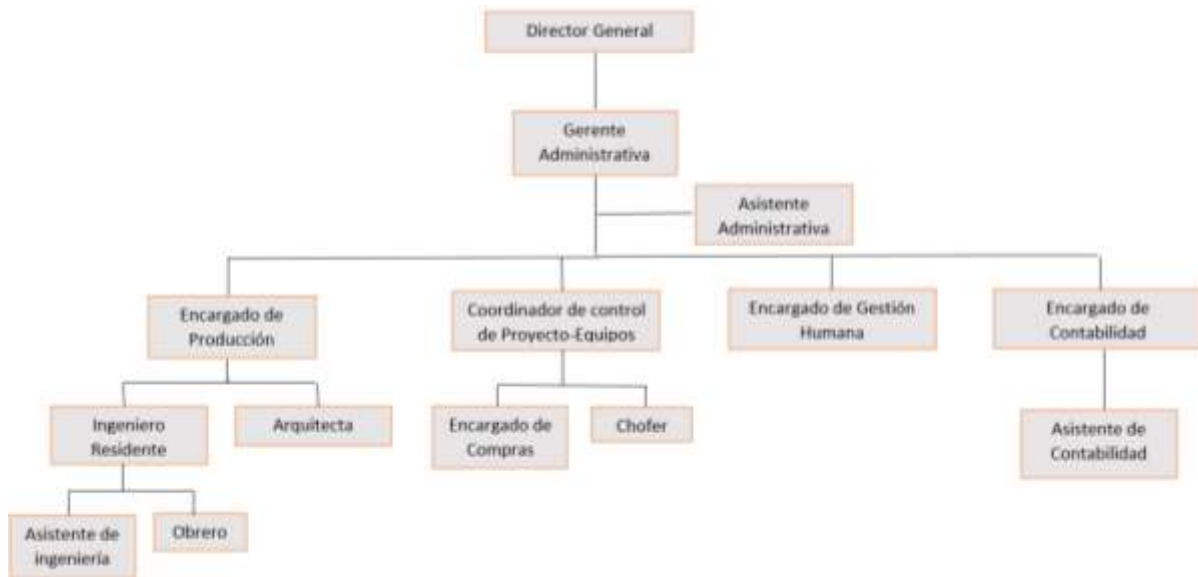 Director General
Gerente
Administrativa
Asistente
Administrativa
Encargado de
Producción
Coordinador de control
de Proyecto-Equipos
Encargado de Gestión
Humana
Encargado de
Contabilidad
Ingeniero
Residente
Arquitecta
Encargado de
Compras
Chofer
Asistente de
Contabilidad
Asistente de
ingeniería
Obrero